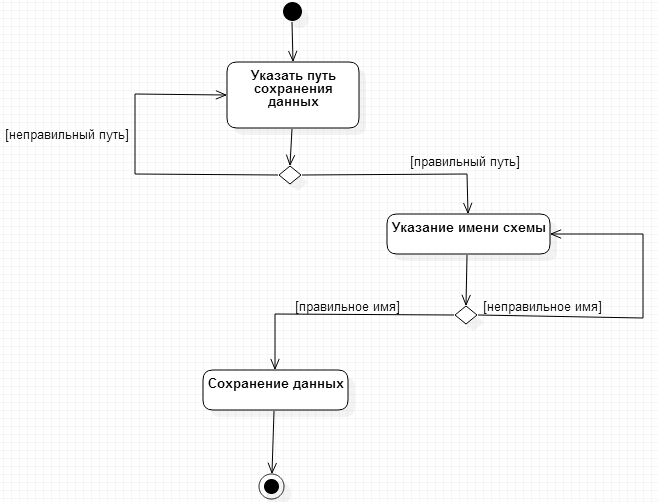 Указать путь
сохранения
данных
[неправильный путь]
[правильный путь]
Указание имени схемы
[правильное имя]
[неправильное имя]
Сохранение данных